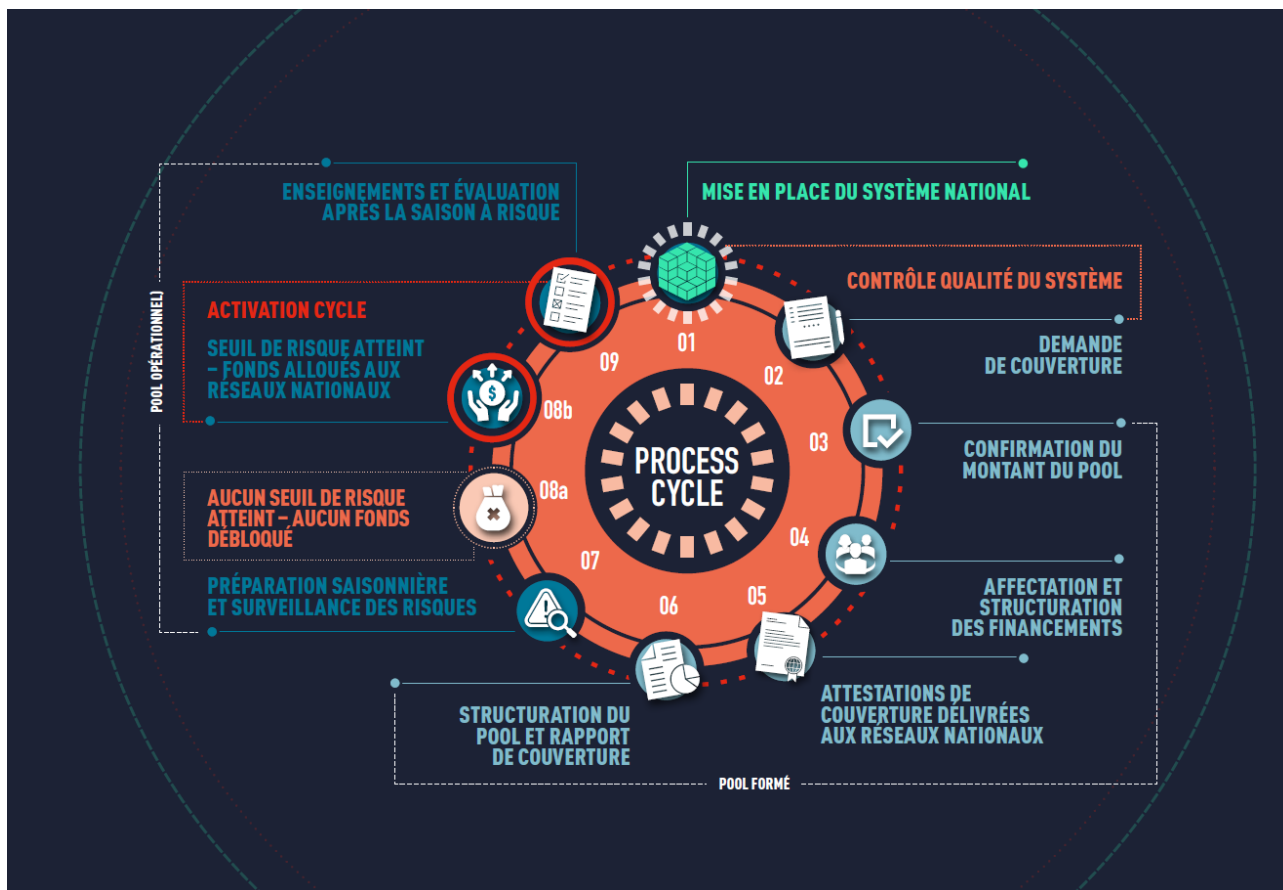 MISE EN PLACE DU SYSTÈME NATIONAL
CONTRÔLE QUALITÉ DU SYSTÈME
DEMANDE
DE COUVERTURE
CONFIRMATION DU
MONTANT DU POOL
AFFECTATION ET
STRUCTURATION
DES FINANCEMENTS
ATTESTATIONS DE
COUVERTURE DÉLIVRÉES
AUX RÉSEAUX NATIONAUX
STRUCTURATION DU
POOL ET RAPPORT
DE COUVERTURE
POOL FORMÉ
PRÉPARATION SAISONNIÈRE
ET SURVEILLANCE DES RISQUES
AUCUN SEUIL DE RISQUE
ATTEINT – AUCUN FONDS
DÉBLOQUÉ
ACTIVATION CYCLE
SEUIL DE RISQUE ATTEINT
– FONDS ALLOUÉS AUX
RÉSEAUX NATIONAUX
ENSEIGNEMENTS ET ÉVALUATION
APRÈS LA SAISON À RISQUE
POOL OPÉRATIONNEL)
01
02
03
04
05
06
07
08a
08b
09
PROCESS
CYCLE
$